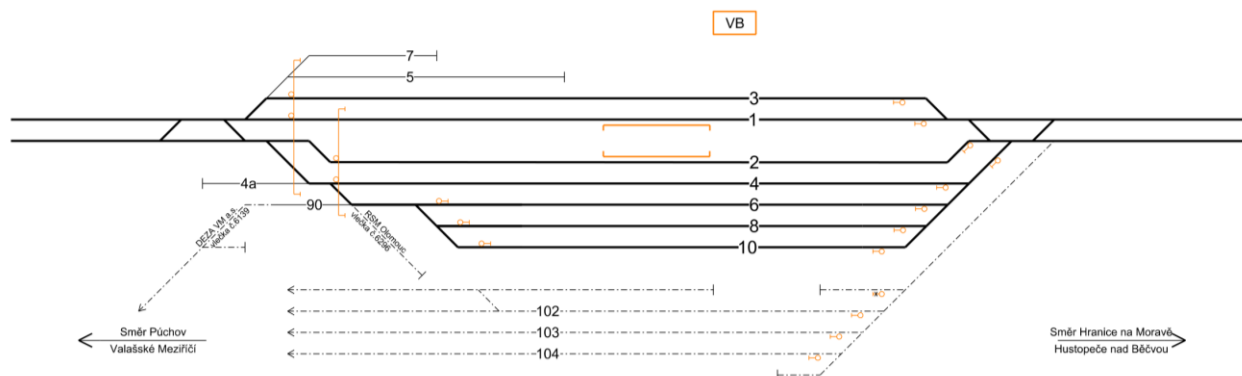 VB
7
5
3
1
2
4a
4
90
6
8
10
DEZA VM a.s.
vlečka č.6139
RSM Olomouc
vlečka č.6296
102
103
104
Směr Púchov
Valašské Meziříčí
Směr Hranice na Moravě
Hustopeče nad Bečvou